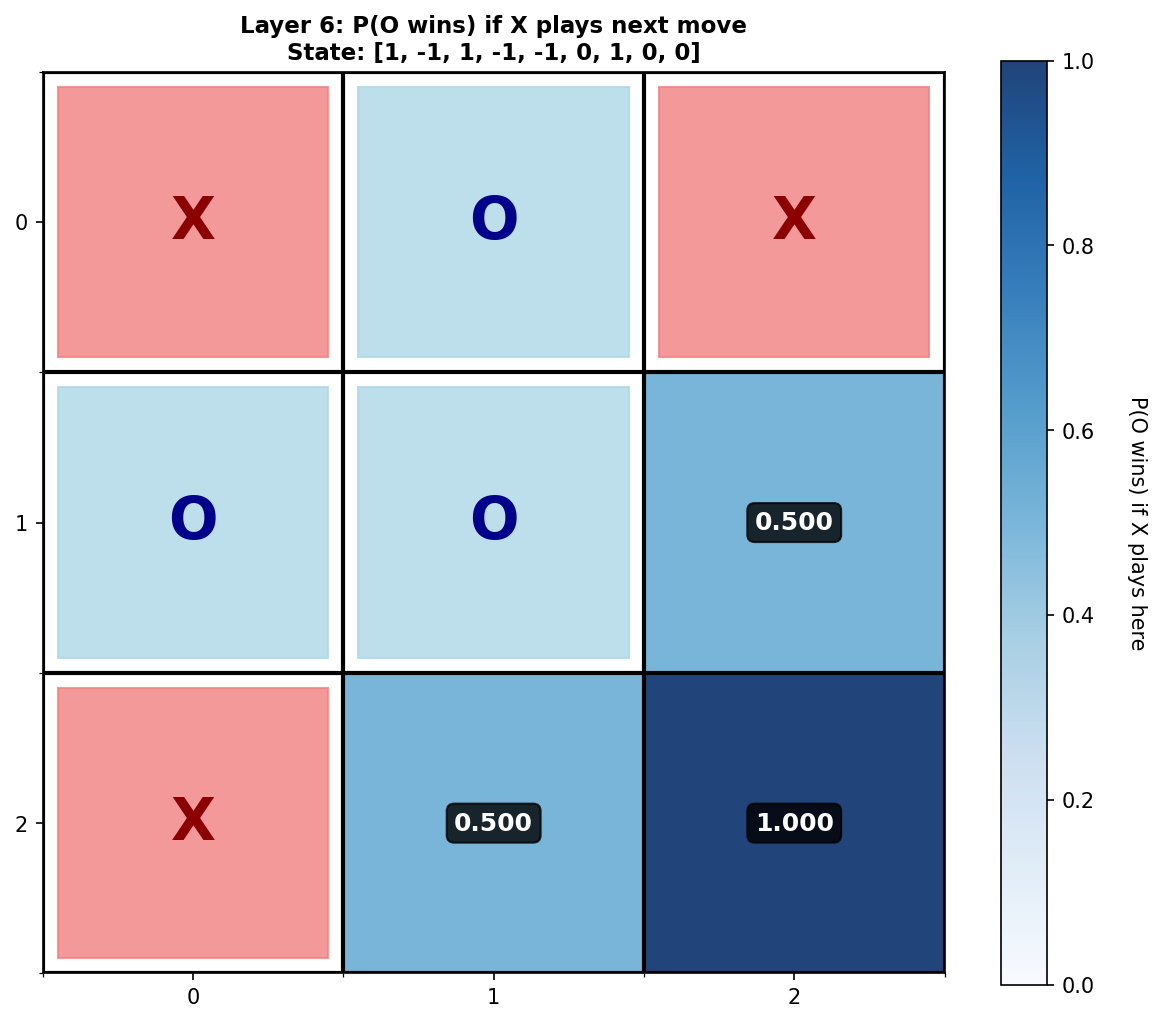 Layer 6: P(O wins) if X plays next move
State: [1, -1, 1, -1, -1, 0, 1, 0, 0]
X
O
X
O
O
0.500
X
0.500
1.000
0
1
2
0
1
2
1.0
0.8
0.6
0.4
0.2
0.0
P(O wins) if X plays here